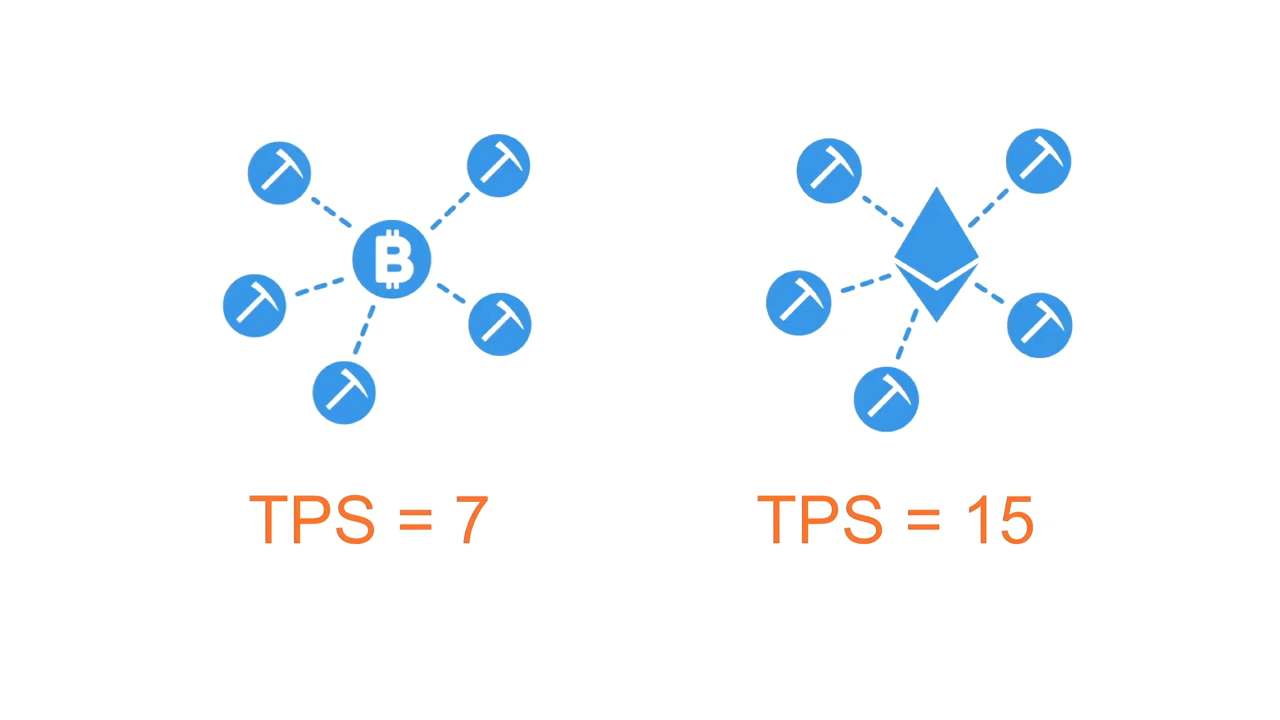 TPS = 7
TPS = 15